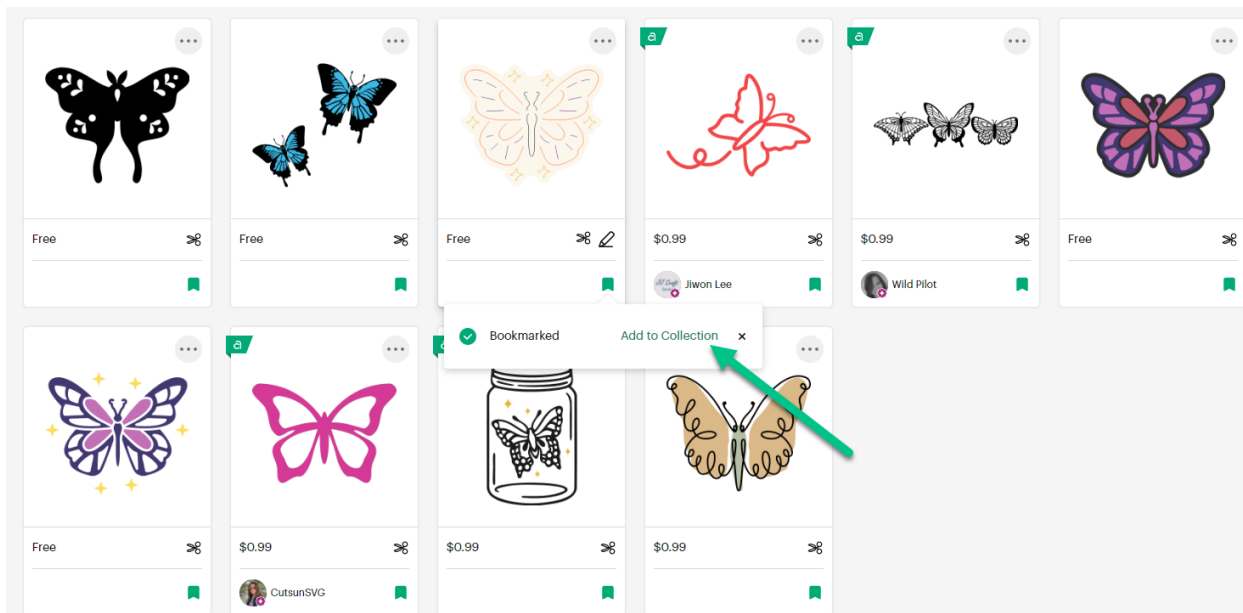 a
a
Free
Free
Free
$0.99
$0.99
Free
Jiwon Lee
Wild Pilot
Bookmarked
Add to Collection
×
a
Free
$0.99
$0.99
$0.99
CutsunSVG